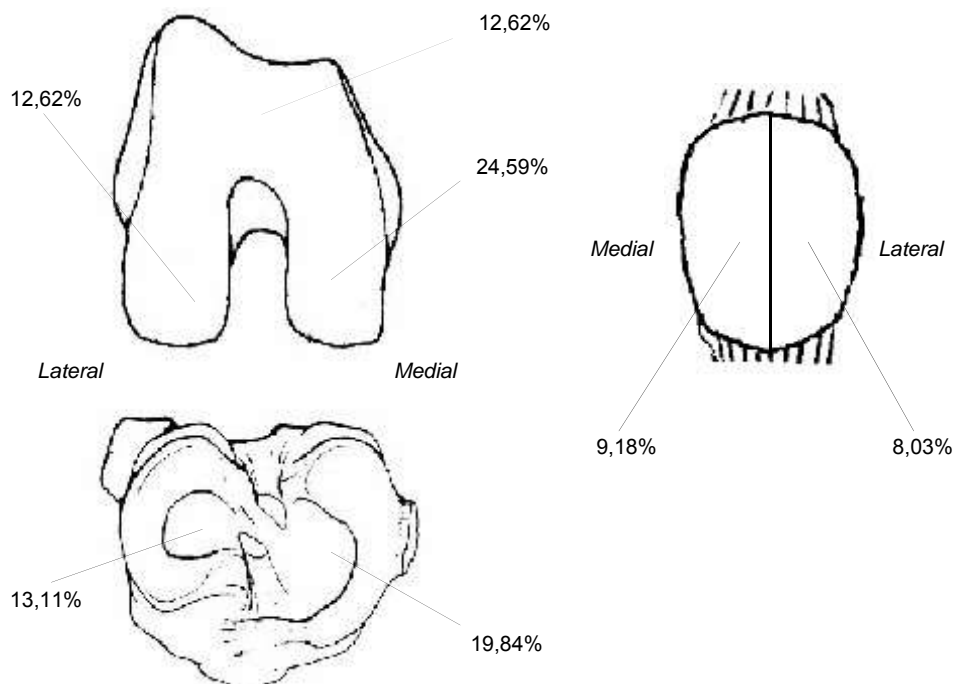 12,62%
12,62%
24,59%
Medial
Lateral
Lateral
Medial
9,18%
8,03%
13,11%
19,84%